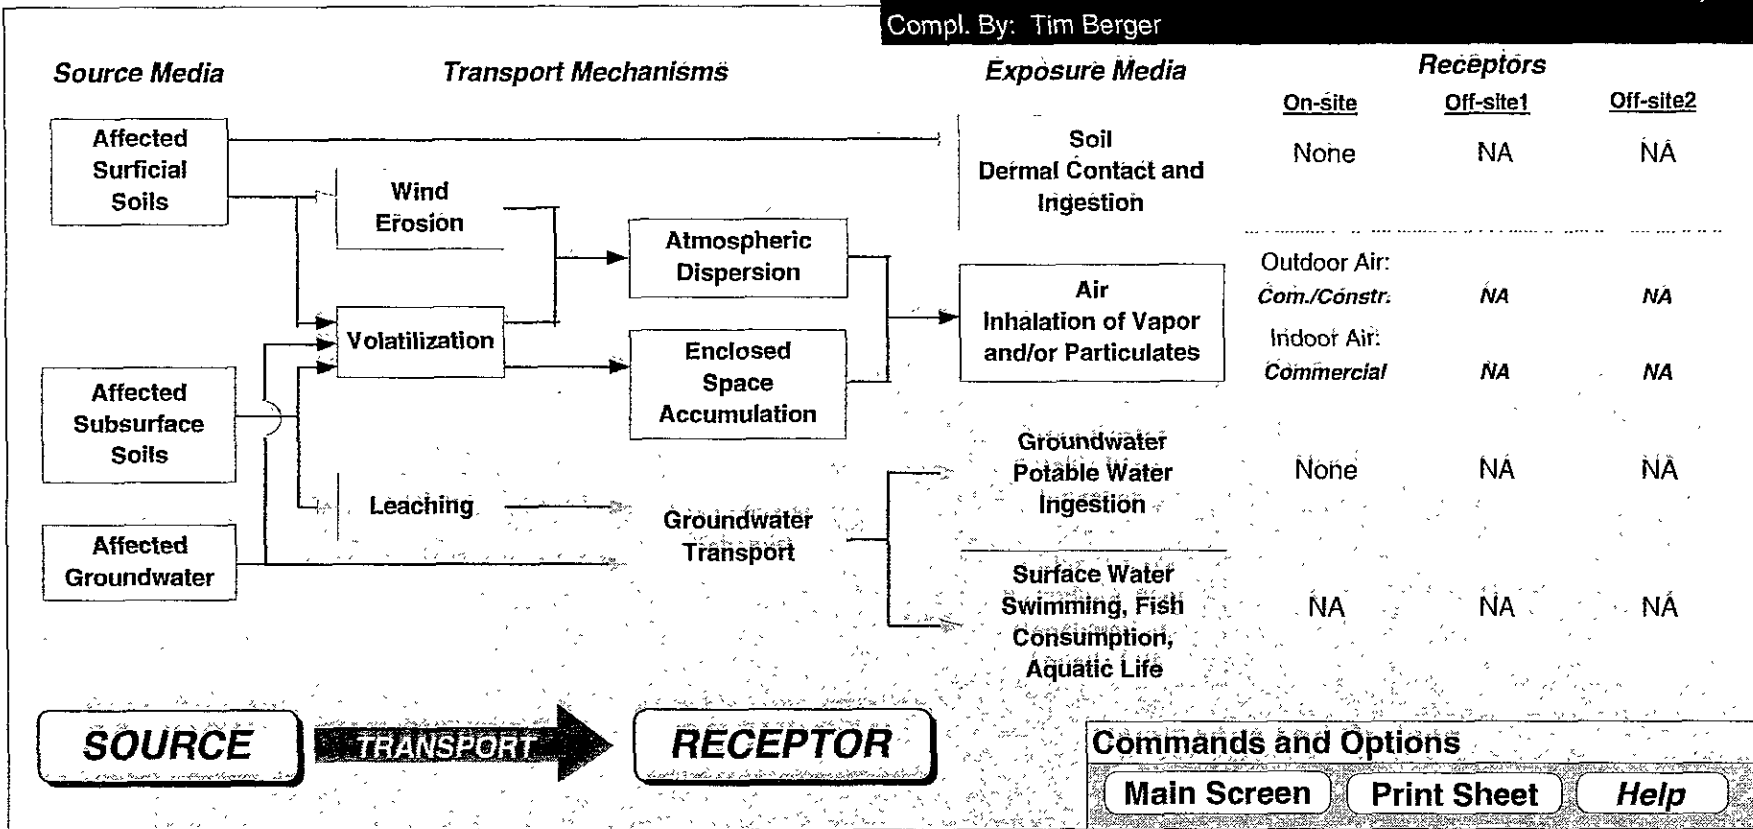 Compl. By: Tim Berger
Source Media
Transport Mechanisms
Exposure Media
Receptors
On-site
Off-site1
Off-site2
Affected
Surficial
Soils
Wind
Erosion
Volatilization
Atmospheric
Dispersion
Enclosed
Space
Accumulation
Affected
Subsurface
Soils
Leaching
Groundwater
Transport
Affected
Groundwater
Soil
Dermal Contact and
Ingestion
None
NA
NA
Air
Inhalation of Vapor
and/or Particulates
Outdoor Air:
Com./Constr.
NA
NA
Indoor Air:
Commercial
NA
NA
Groundwater
Potable Water
Ingestion
None
NA
NA
Surface Water
Swimming, Fish
Consumption,
Aquatic Life
NA
NA
NA
SOURCE
TRANSPORT
RECEPTOR
Commands and Options
Main Screen
Print Sheet
Help